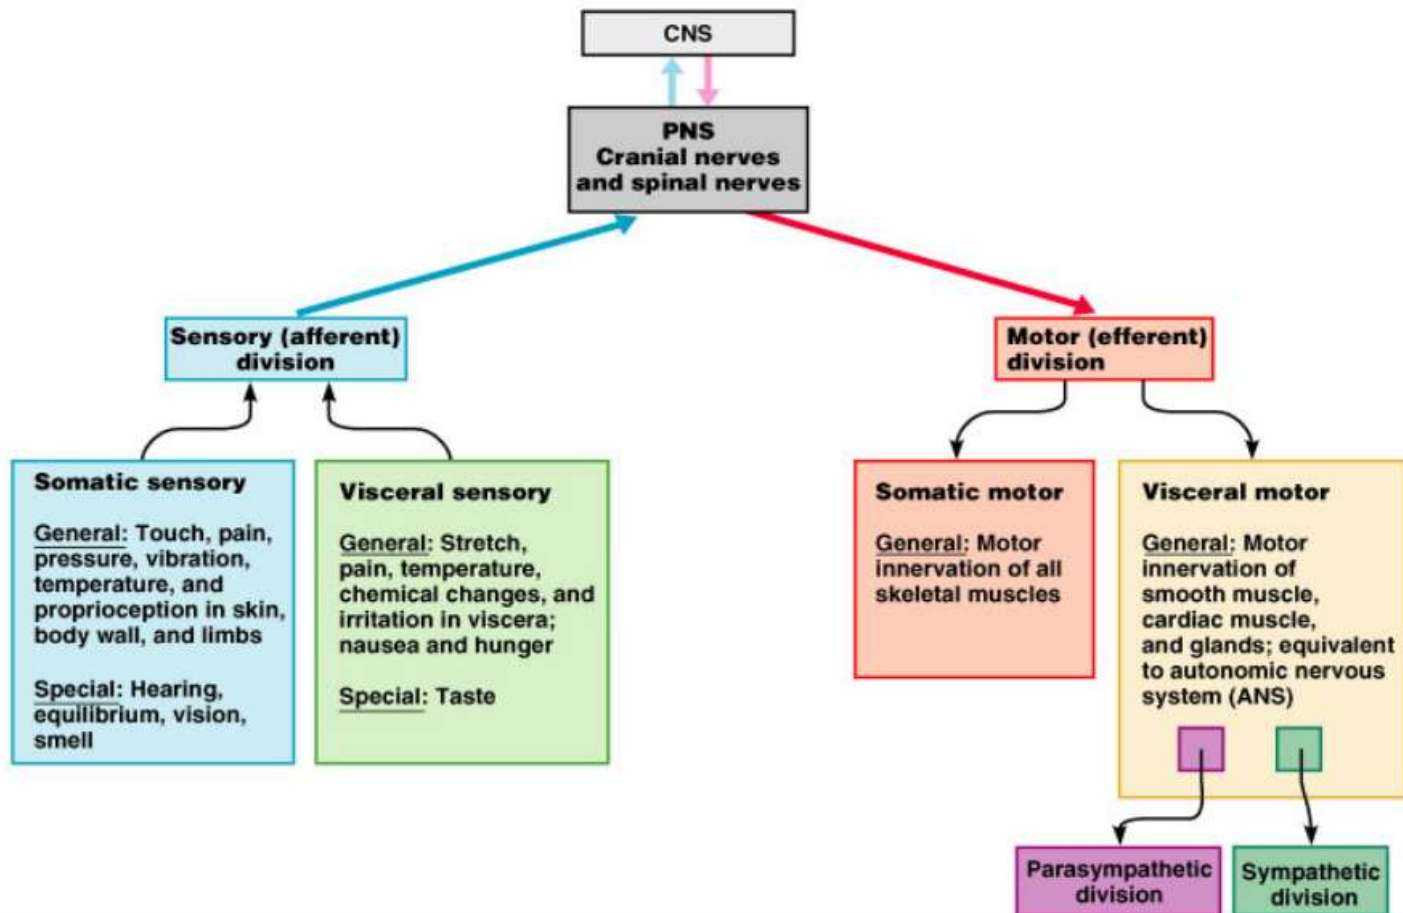 CNS
PNS
Cranial nerves
and spinal nerves
Sensory (afferent)
division
Motor (efferent)
division
Somatic sensory
General: Touch, pain,
pressure, vibration,
temperature, and
proprioception in skin,
body wall, and limbs
Special: Hearing,
equilibrium, vision,
smell
Visceral sensory
General: Stretch,
pain, temperature,
chemical changes, and
irritation in viscera;
nausea and hunger
Special: Taste
Somatic motor
General: Motor
innervation of all
skeletal muscles
Visceral motor
General: Motor
innervation of
smooth muscle,
cardiac muscle,
and glands; equivalent
to autonomic nervous
system (ANS)
Parasympathetic
division
Sympathetic
division